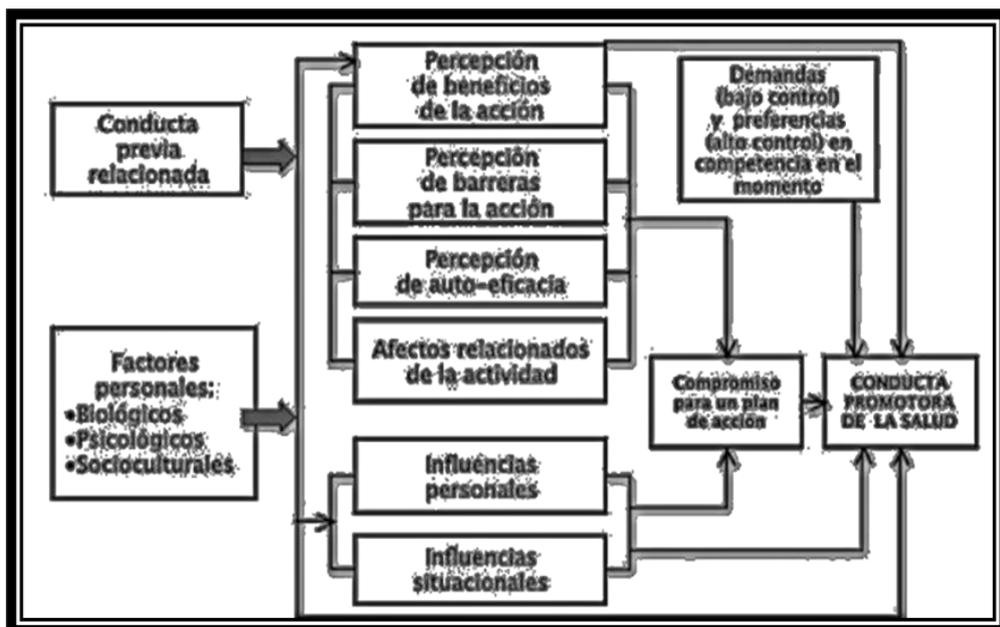 Conducta
previa
relacionada
Factores
personales:
•Biológicos
•Psicológicos
•Socioculturales
Percepción
de beneficios
de la acción
Percepción
de barreras
para la acción
Percepción
de auto-eficacia
Afectos relacionados
de la actividad
Influencias
personales
Influencias
situacionales
Demandas
(bajo control)
y preferencias
(alto control) en
competencia en el
momento
Compromiso
para un plan
de acción
CONDUCTA
PROMOTORA
DE LA SALUD